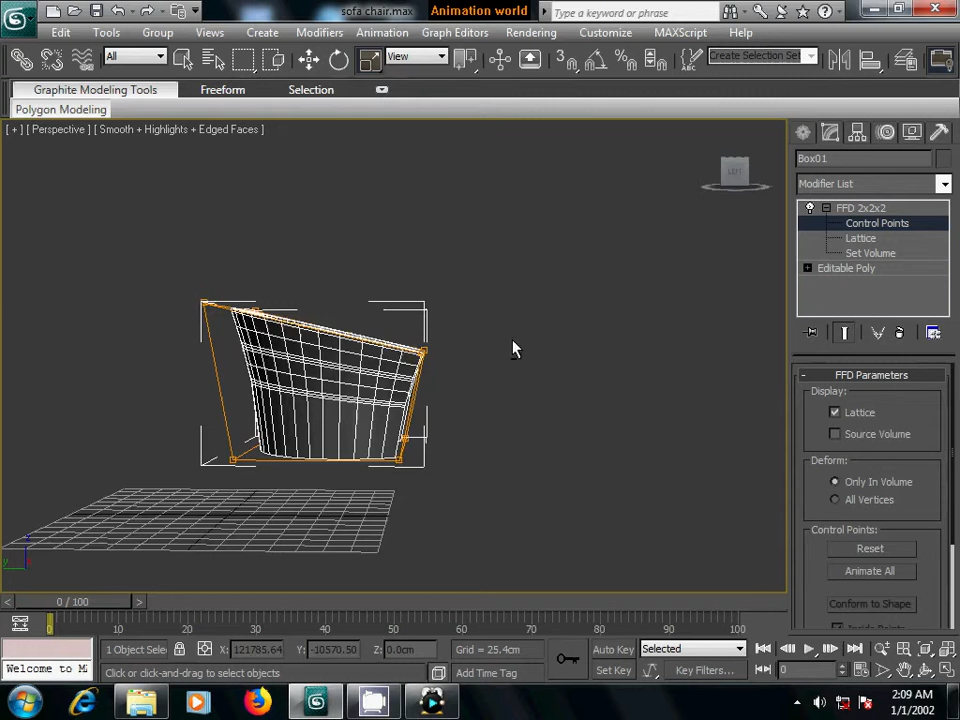 sofa chair.max
Animation world
Type a keyword or phrase
Edit Tools Group Views Create Modifiers Animation Graph Editors Rendering Customize MAXScript Help
All
View
3
Create Selection Set
Graphite Modeling Tools Freeform Selection
Polygon Modeling
[ + ] [ Perspective ] [ Smooth + Highlights + Edged Faces ]
LEFT
Box01
Modifier List
FFD 2x2x2
Control Points
Lattice
Set Volume
Editable Poly
- FFD Parameters
Display:
Lattice
Source Volume
Deform:
Only In Volume
All Vertices
Control Points:
Reset
Animate All
Conform to Shape
z
y
x
< 0 / 100 >
0 10 20 30 40 50 60 70 80 90 100
1 Object Selec
X: 121785.64 Y: -10570.50 Z: 0.0cm
Grid = 25.4cm
Auto Key Selected
Welcome to M
Click or click-and-drag to select objects
Add Time Tag
Set Key Key Filters...
0
2:09 AM
1/1/2002